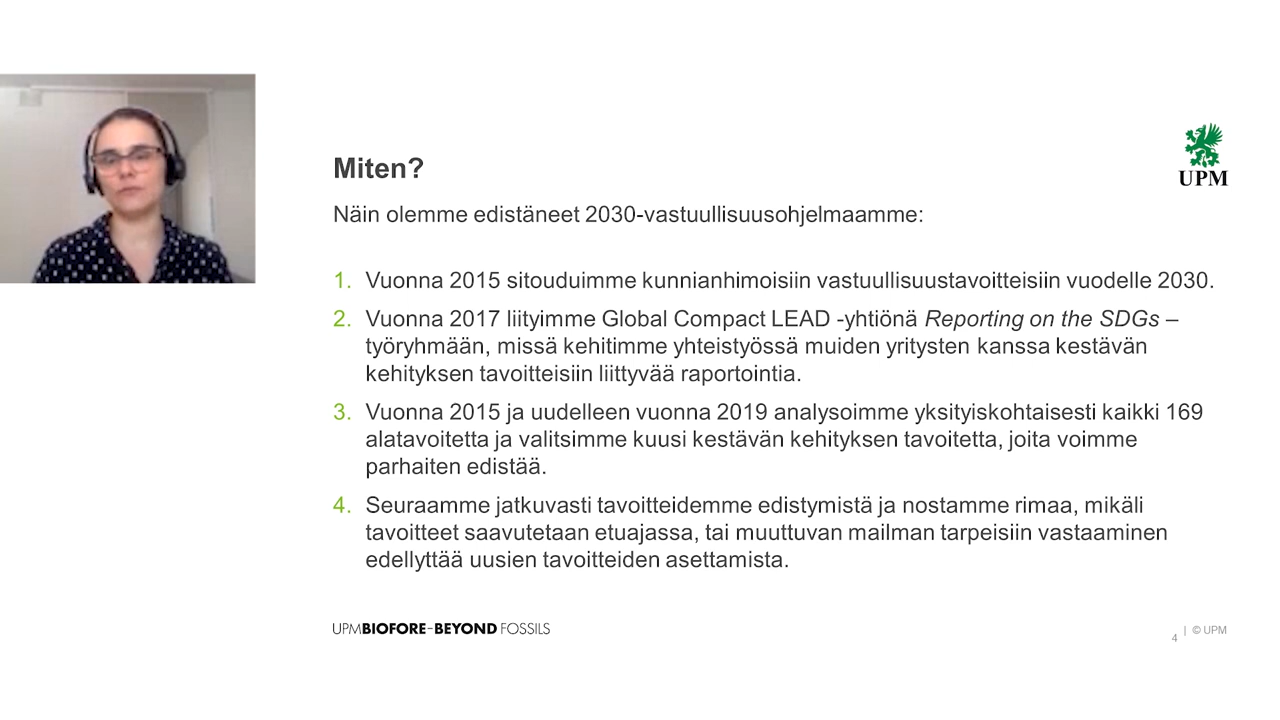 Miten?
UPM
Näin olemme edistäneet 2030-vastuullisuusohjelmaamme:
1. Vuonna 2015 sitouduimme kunnianhimoisiin vastuullisuustavoitteisiin vuodelle 2030.
2. Vuonna 2017 liityimme Global Compact LEAD -yhtiönä Reporting on the SDGs –
työryhmään, missä kehitimme yhteistyössä muiden yritysten kanssa kestävän
kehityksen tavoitteisiin liittyvää raportointia.
3. Vuonna 2015 ja uudelleen vuonna 2019 analysoimme yksityiskohtaisesti kaikki 169
alatavoitetta ja valitsimme kuusi kestävän kehityksen tavoitetta, joita voimme
parhaiten edistää.
4. Seuraamme jatkuvasti tavoitteidemme edistymistä ja nostamme rimaa, mikäli
tavoitteet saavutetaan etuajassa, tai muuttuvan mailman tarpeisiin vastaaminen
edellyttää uusien tavoitteiden asettamista.
UPMBIOFORE–BEYOND FOSSILS
4 | © UPM